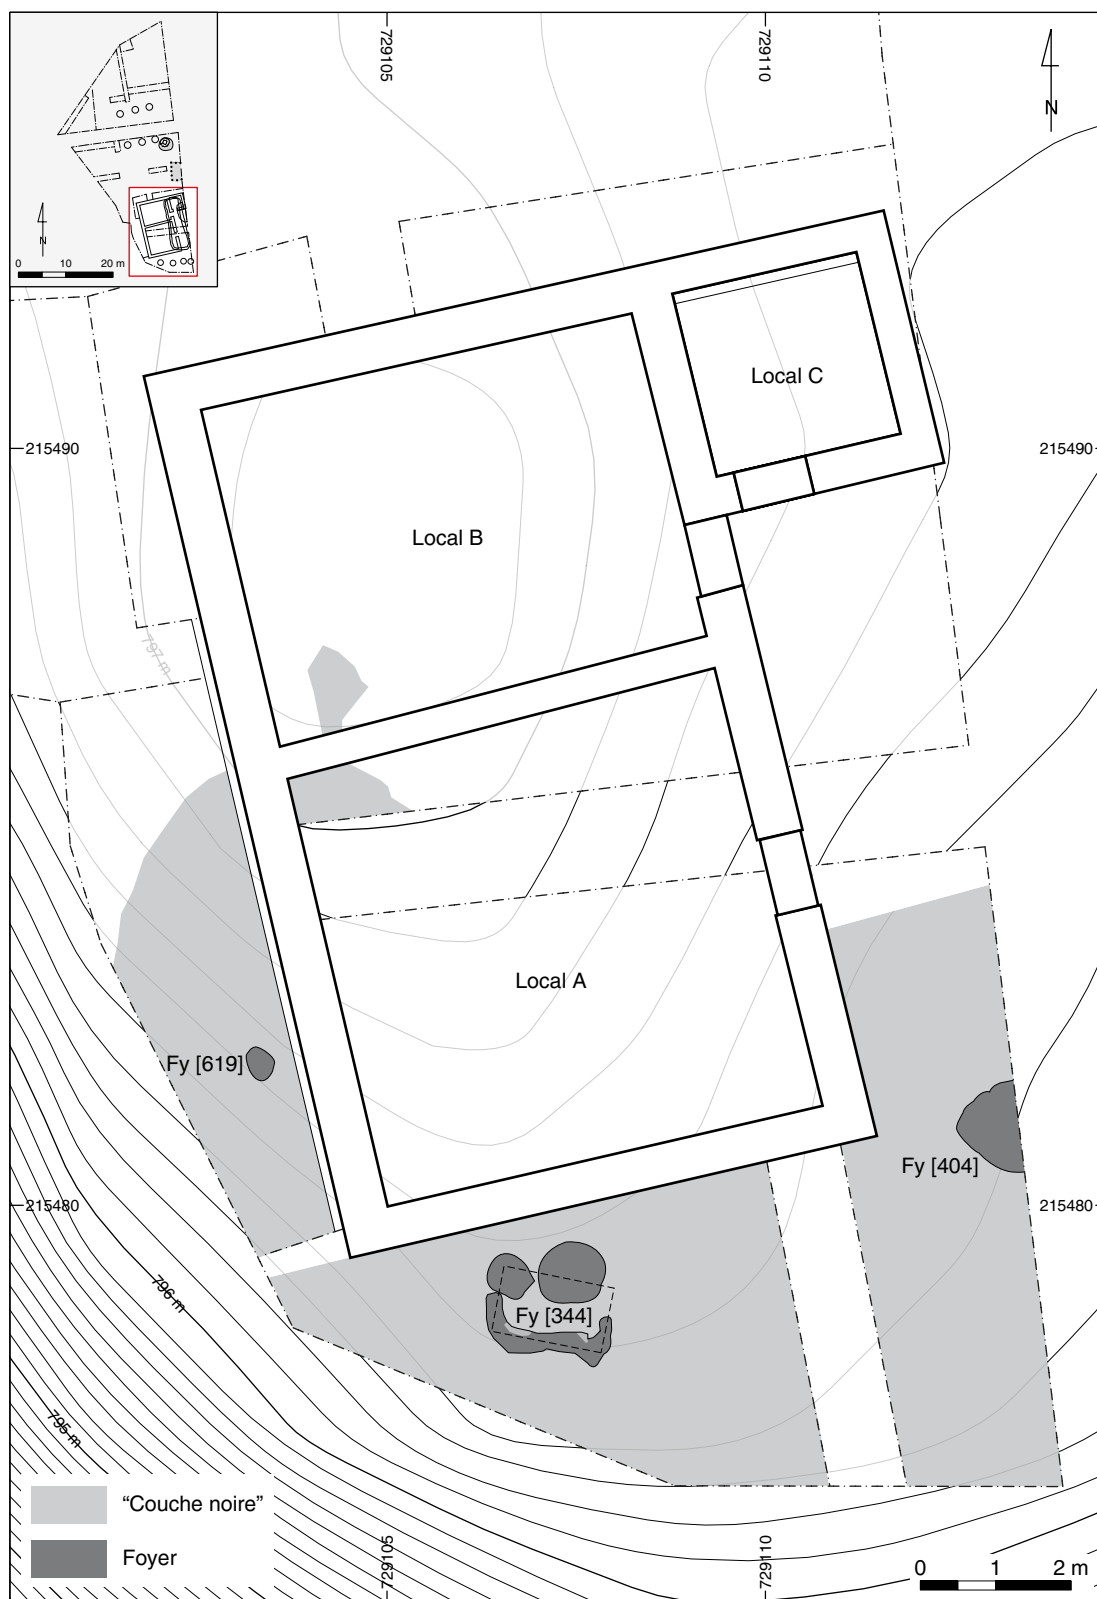 729105
729110
N
N
0 10 20 m
Local C
215490
215490
Local B
797 m
Local A
Fy [619]
Fy [404]
215480
215480
796 m
Fy [344]
795 m
“Couche noire”
Foyer
729105
729110
0 1 2 m